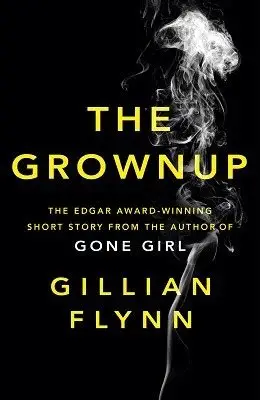 THE
GROWNUP
THE EDGAR AWARD-WINNING
SHORT STORY FROM THE AUTHOR OF
GONE GIRL
GILLIAN
FLYNN